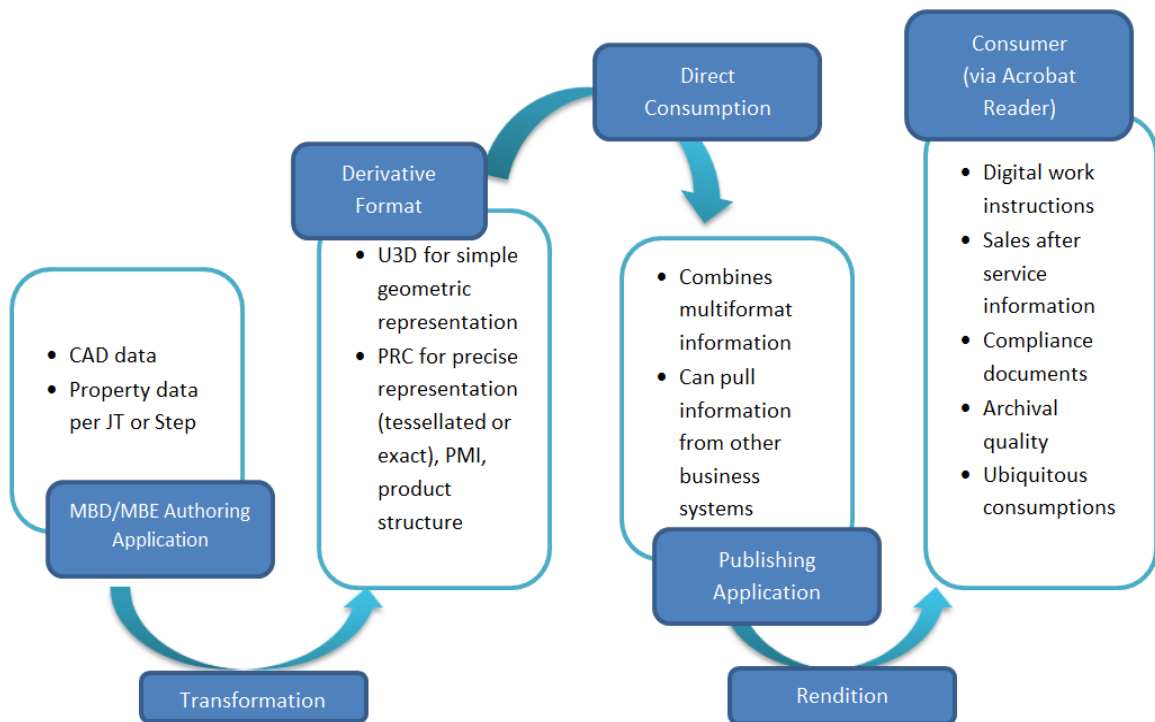 • CAD data
• Property data
per JT or Step
MBD/MBE Authoring
Application
Transformation
Derivative
Format
• U3D for simple
geometric
representation
• PRC for precise
representation
(tessellated or
exact), PMI,
product
structure
Direct
Consumption
• Combines
multiformat
information
• Can pull
information
from other
business
systems
Publishing
Application
Rendition
Consumer
(via Acrobat
Reader)
• Digital work
instructions
• Sales after
service
information
• Compliance
documents
• Archival
quality
• Ubiquitous
consumptions